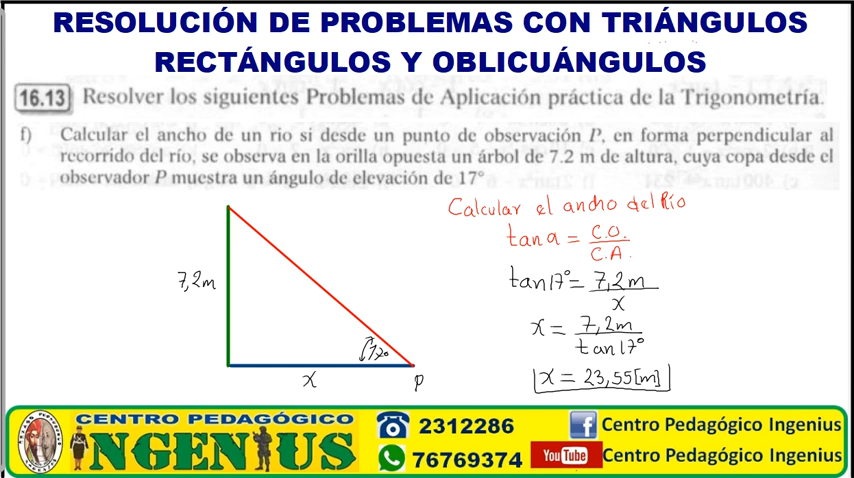 RESOLUCIÓN DE PROBLEMAS CON TRIÁNGULOS
RECTÁNGULOS Y OBLICUÁNGULOS
16.13 Resolver los siguientes Problemas de Aplicación práctica de la Trigonometría.
f) Calcular el ancho de un rio si desde un punto de observación P, en forma perpendicular al
recorrido del río, se observa en la orilla opuesta un árbol de 7.2 m de altura, cuya copa desde el
observador P muestra un ángulo de elevación de 17°
Calcular el ancho del Río
tan a = C.O.
C.A.
tan 17° = 7,2m
x
x = 7,2m
tan 17°
x = 23,55 [m]
7,2m
17°
x
P
CENTRO PEDAGÓGICO
INGENIUS
2312286
76769374
f Centro Pedagógico Ingenius
You Tube Centro Pedagógico Ingenius